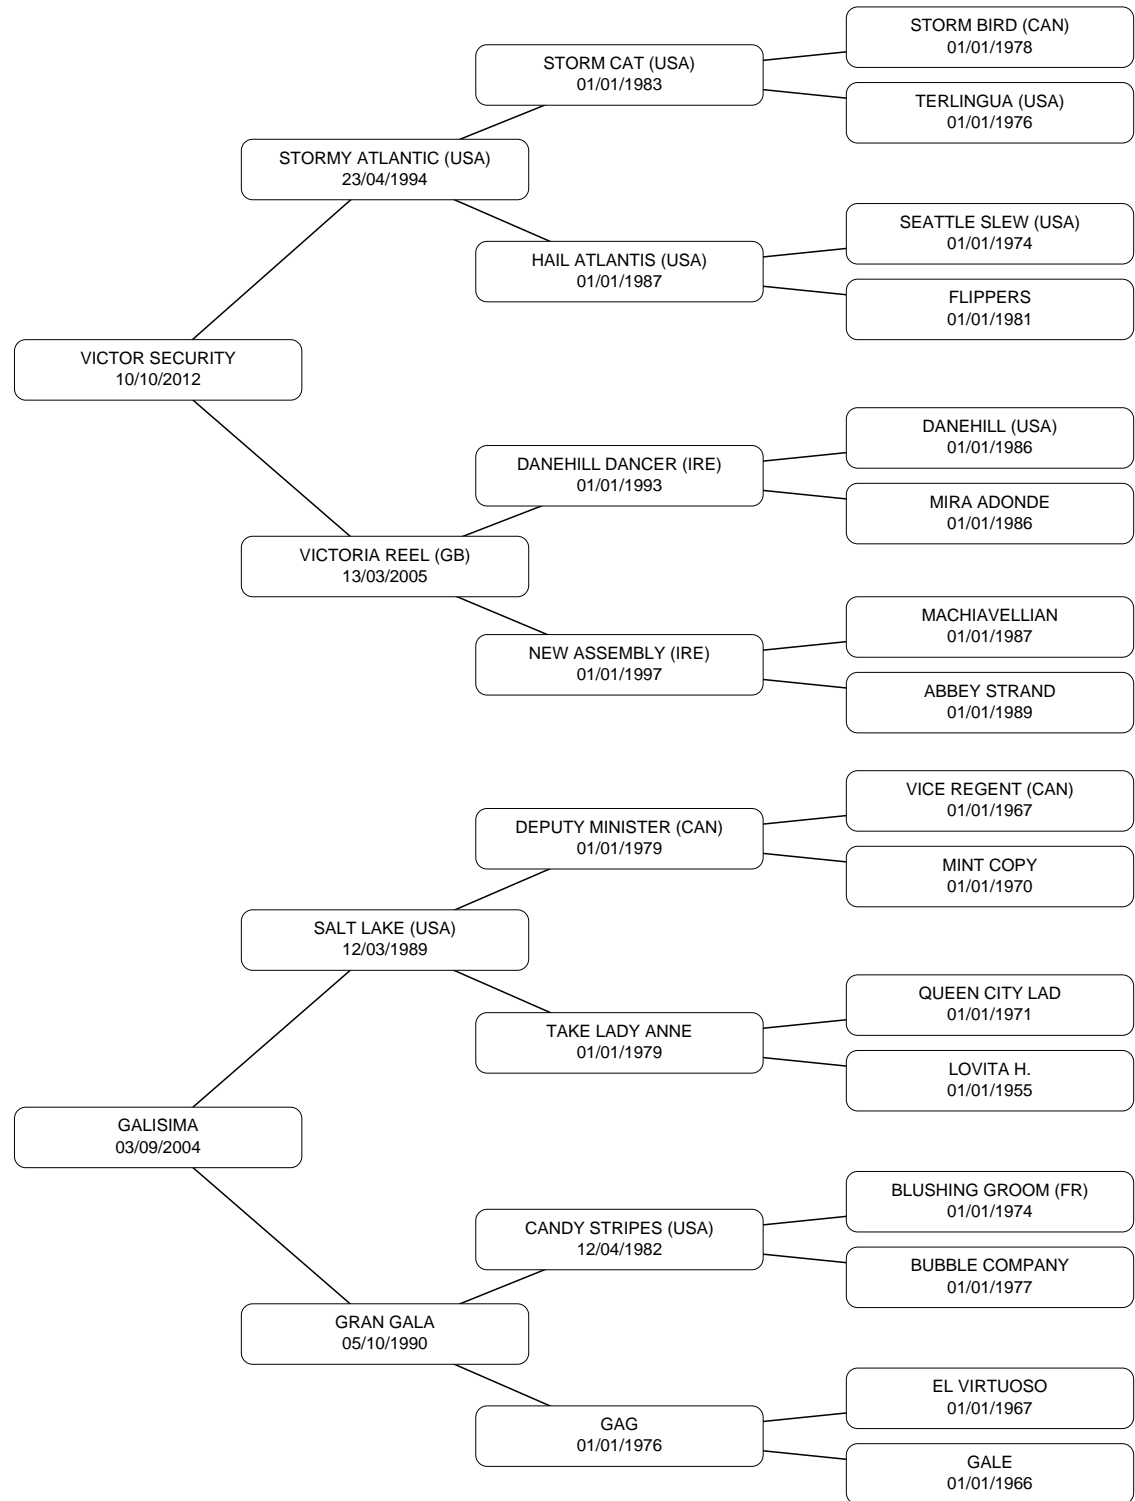 STORM BIRD (CAN)
01/01/1978
STORM CAT (USA)
01/01/1983
TERLINGUA (USA)
01/01/1976
STORMY ATLANTIC (USA)
23/04/1994
SEATTLE SLEW (USA)
01/01/1974
HAIL ATLANTIS (USA)
01/01/1987
FLIPPERS
01/01/1981
VICTOR SECURITY
10/10/2012
DANEHILL (USA)
01/01/1986
DANEHILL DANCER (IRE)
01/01/1993
MIRA ADONDE
01/01/1986
VICTORIA REEL (GB)
13/03/2005
MACHIAVELLIAN
01/01/1987
NEW ASSEMBLY (IRE)
01/01/1997
ABBEY STRAND
01/01/1989
VICE REGENT (CAN)
01/01/1967
DEPUTY MINISTER (CAN)
01/01/1979
MINT COPY
01/01/1970
SALT LAKE (USA)
12/03/1989
QUEEN CITY LAD
01/01/1971
TAKE LADY ANNE
01/01/1979
LOVITA H.
01/01/1955
GALISIMA
03/09/2004
BLUSHING GROOM (FR)
01/01/1974
CANDY STRIPES (USA)
12/04/1982
BUBBLE COMPANY
01/01/1977
GRAN GALA
05/10/1990
EL VIRTUOSO
01/01/1967
GAG
01/01/1976
GALE
01/01/1966